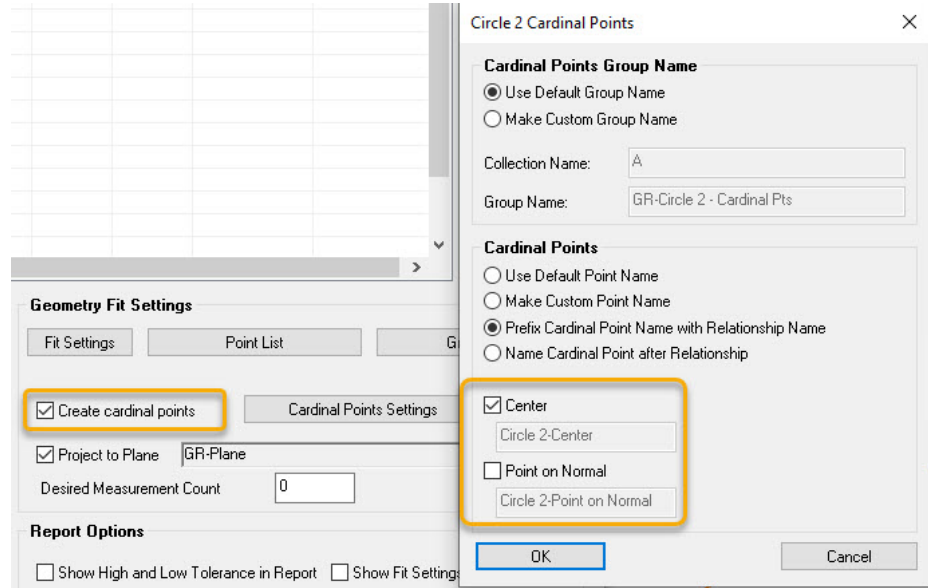 Geometry Fit Settings
Fit Settings
Point List
Create cardinal points
Cardinal Points Settings
Project to Plane
GR-Plane
Desired Measurement Count
0
Report Options
Show High and Low Tolerance in Report
Show Fit Settings
Circle 2 Cardinal Points
Cardinal Points Group Name
Use Default Group Name
Make Custom Group Name
Collection Name:
A
Group Name:
GR-Circle 2 - Cardinal Pts
Cardinal Points
Use Default Point Name
Make Custom Point Name
Prefix Cardinal Point Name with Relationship Name
Name Cardinal Point after Relationship
Center
Circle 2-Center
Point on Normal
Circle 2-Point on Normal
OK
Cancel